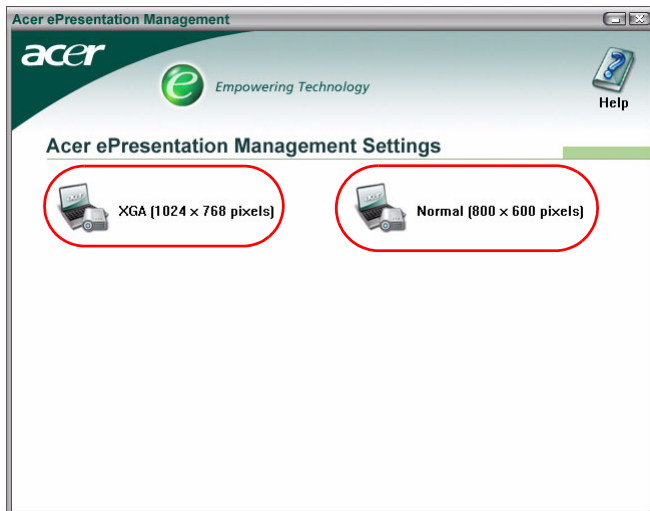 Acer ePresentation Management
acer
e Empowering Technology
Help
Acer ePresentation Management Settings
XGA (1024 x 768 pixels)
Normal (800 x 600 pixels)